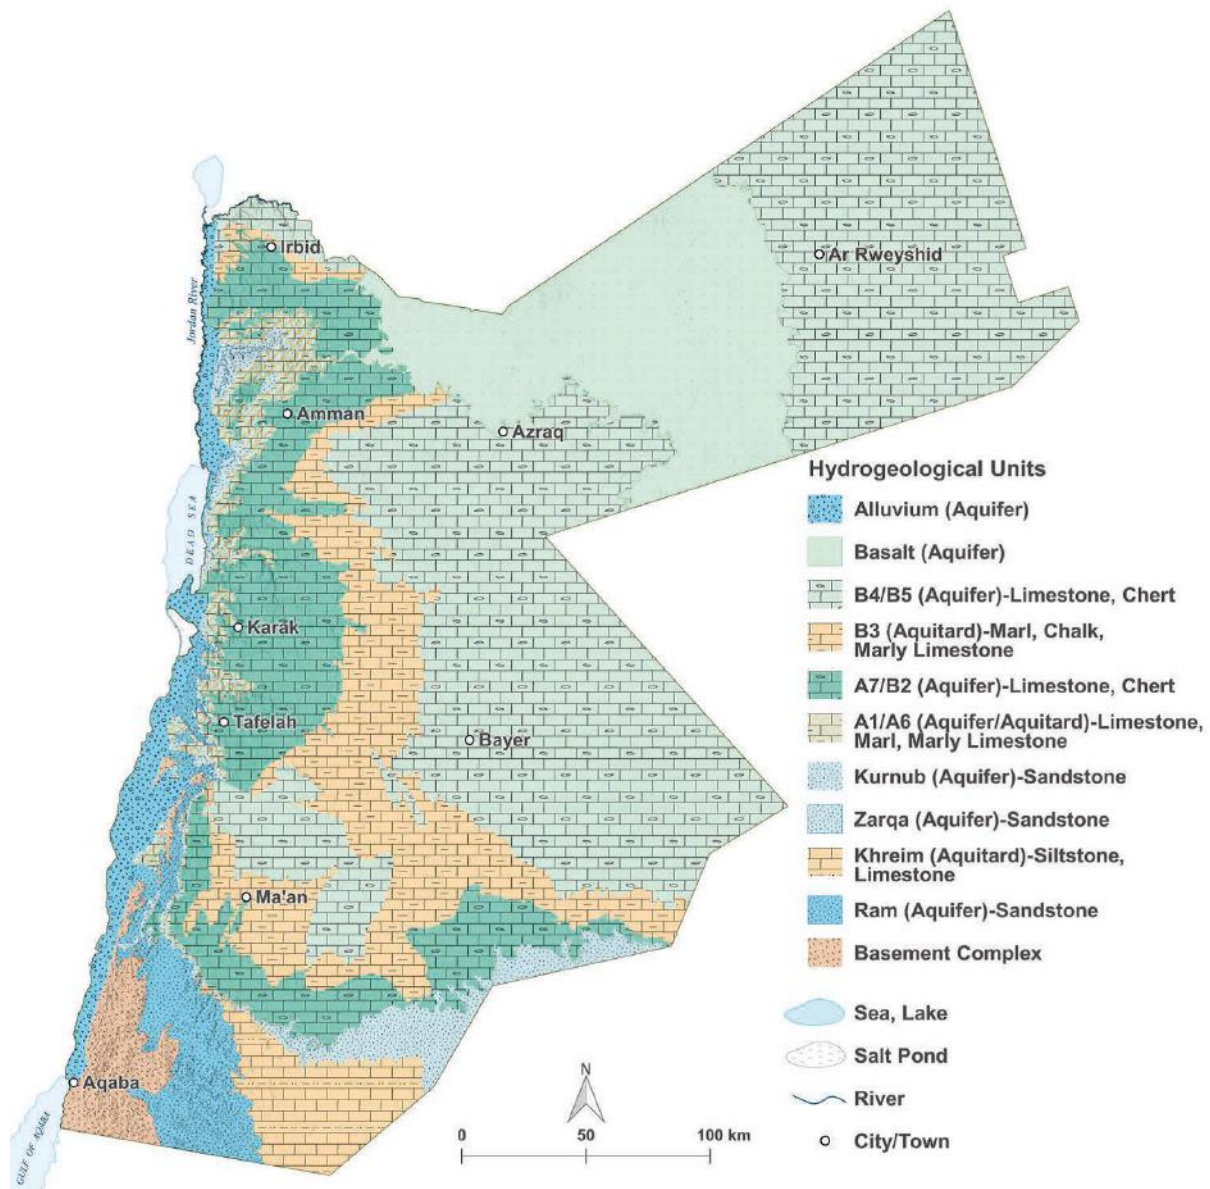 Irbid
Ar Rweyshid
Jordan River
Amman
Azraq
Hydrogeological Units
Alluvium (Aquifer)
DEAD SEA
Basalt (Aquifer)
B4/B5 (Aquifer)-Limestone, Chert
Karak
B3 (Aquitard)-Marl, Chalk,
Marly Limestone
A7/B2 (Aquifer)-Limestone, Chert
Tafelah
A1/A6 (Aquifer/Aquitard)-Limestone,
Marl, Marly Limestone
Bayer
Kurnub (Aquifer)-Sandstone
Zarqa (Aquifer)-Sandstone
Khreim (Aquitard)-Siltstone,
Limestone
Ma'an
Ram (Aquifer)-Sandstone
Basement Complex
Sea, Lake
Salt Pond
N
Aqaba
River
GULF OF AQABA
0 50 100 km
City/Town